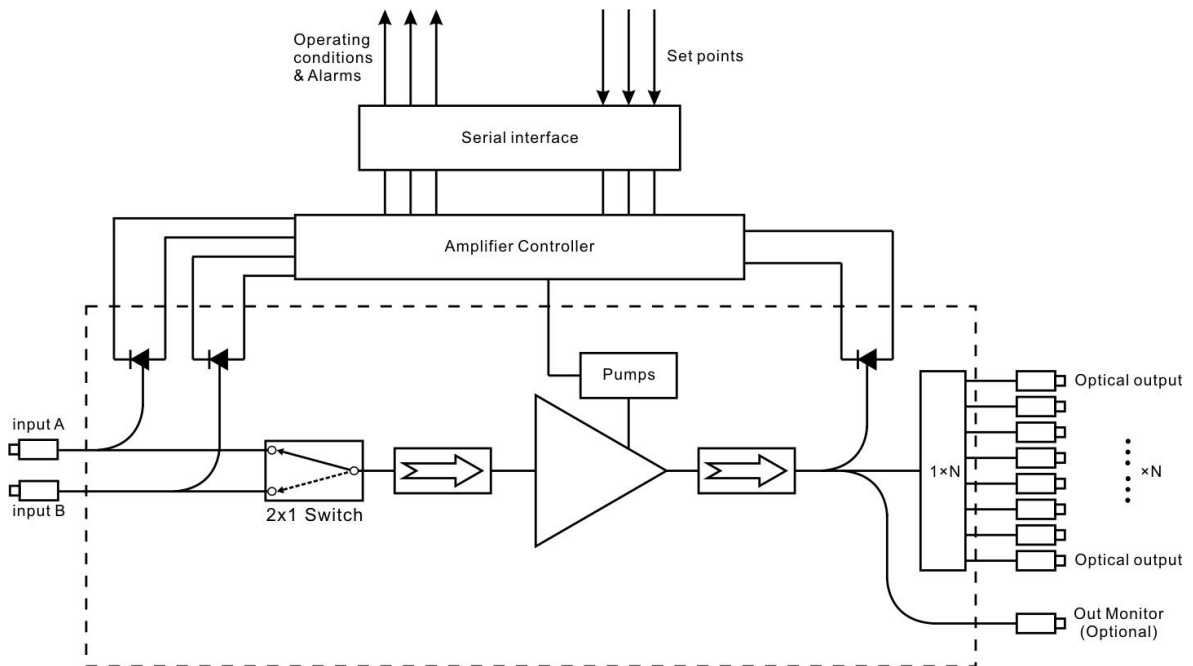 Operating
conditions
& Alarms
Set points
Serial interface
Amplifier Controller
Pumps
input A
input B
2x1 Switch
1×N
Optical output
×N
Optical output
Out Monitor
(Optional)